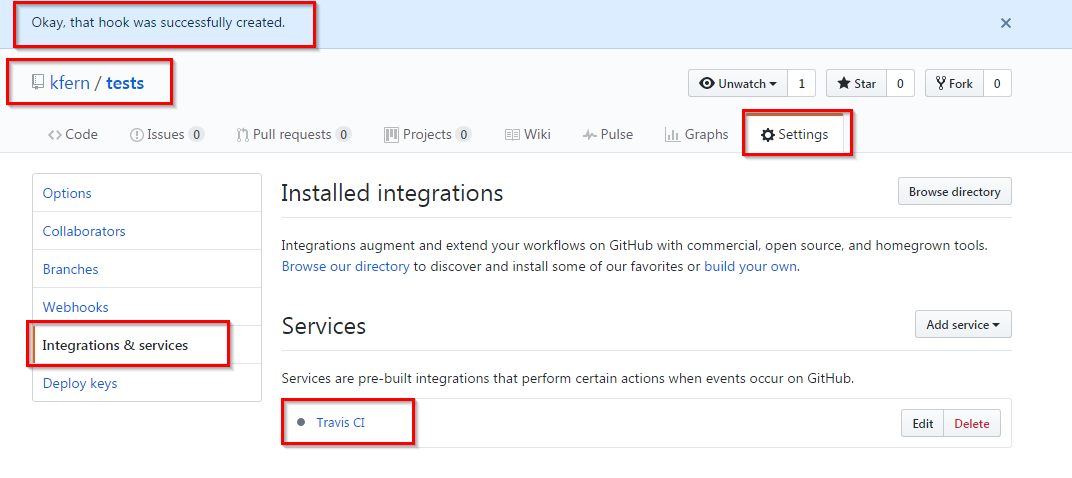 Okay, that hook was successfully created.
kfern / tests
Unwatch 1 Star 0 Fork 0
Code Issues 0 Pull requests 0 Projects 0 Wiki Pulse Graphs Settings
Options
Collaborators
Branches
Webhooks
Integrations & services
Deploy keys
Installed integrations
Browse directory
Integrations augment and extend your workflows on GitHub with commercial, open source, and homegrown tools.
Browse our directory to discover and install some of our favorites or build your own.
Services
Add service
Services are pre-built integrations that perform certain actions when events occur on GitHub.
Travis CI
Edit Delete